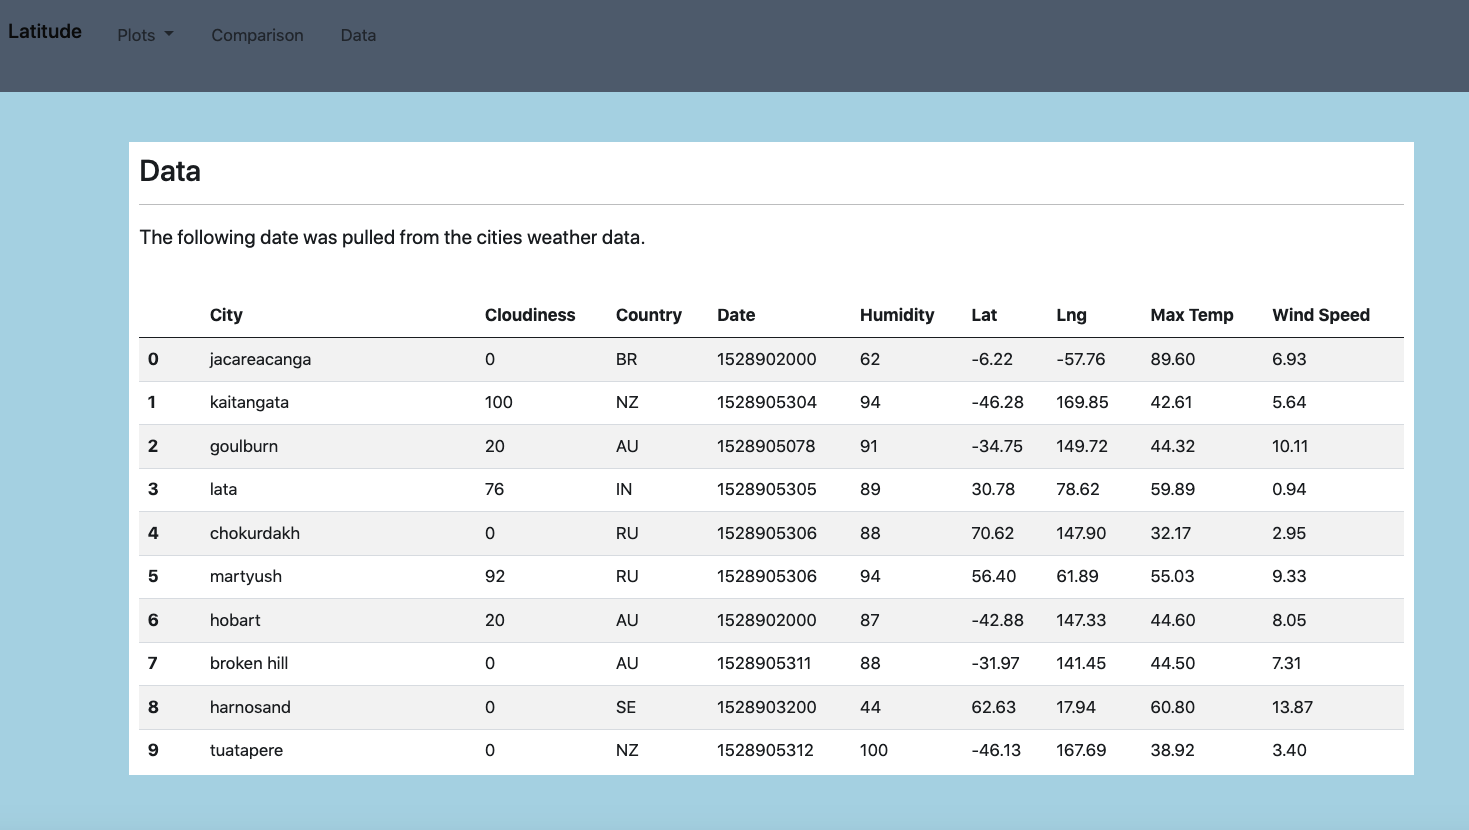 Latitude Plots Comparison Data
Data
The following date was pulled from the cities weather data.
City Cloudiness Country Date Humidity Lat Lng Max Temp Wind Speed
0 jacareacanga 0 BR 1528902000 62 -6.22 -57.76 89.60 6.93
1 kaitangata 100 NZ 1528905304 94 -46.28 169.85 42.61 5.64
2 goulburn 20 AU 1528905078 91 -34.75 149.72 44.32 10.11
3 lata 76 IN 1528905305 89 30.78 78.62 59.89 0.94
4 chokurdakh 0 RU 1528905306 88 70.62 147.90 32.17 2.95
5 martyush 92 RU 1528905306 94 56.40 61.89 55.03 9.33
6 hobart 20 AU 1528902000 87 -42.88 147.33 44.60 8.05
7 broken hill 0 AU 1528905311 88 -31.97 141.45 44.50 7.31
8 harnosand 0 SE 1528903200 44 62.63 17.94 60.80 13.87
9 tuatapere 0 NZ 1528905312 100 -46.13 167.69 38.92 3.40